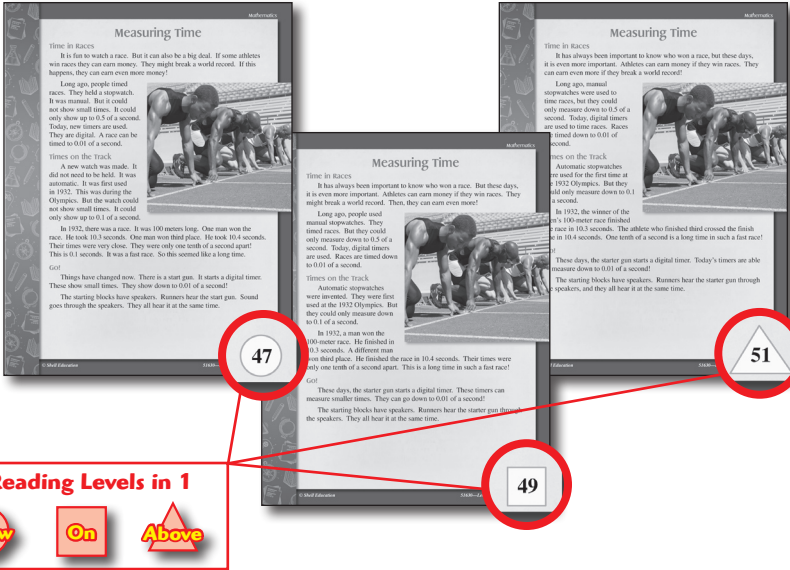 Mathematics
Measuring Time
Time in Races
It is fun to watch a race. But it can also be a big deal. If some athletes
win races they can earn money. They might break a world record. If this
happens, they can earn even more money!
Long ago, people timed
races. They held a stopwatch.
It was manual. But it could
not show small times. It could
only show up to 0.5 of a second.
Today, new timers are used.
They are digital. A race can be
timed to 0.01 of a second.
Times on the Track
A new watch was made. It
did not need to be held. It was
automatic. It was first used
in 1932. This was during the
Olympics. But the watch could
not show small times. It could
only show up to 0.1 of a second.
In 1932, there was a race. It was 100 meters long. One man won the
race. He took 10.3 seconds. One man won third place. He took 10.4 seconds.
Their times were very close. They were only one tenth of a second apart!
This is 0.1 seconds. It was a fast race. So this seemed like a long time.
Go!
Things have changed now. There is a start gun. It starts a digital timer.
These show small times. They show down to 0.01 of a second!
The starting blocks have speakers. Runners hear the start gun. Sound
goes through the speakers. They all hear it at the same time.
© Shell Education
47
Mathematics
Measuring Time
Time in Races
It has always been important to know who won a race. But these days,
it is even more important. Athletes can earn money if they win races. They
might break a world record. Then, they can earn even more!
Long ago, people used
manual stopwatches. They
timed races. But they could
only measure down to 0.5 of a
second. Today, digital timers
are used. Races are timed down
to 0.01 of a second.
Times on the Track
Automatic stopwatches
were invented. They were first
used at the 1932 Olympics. But
they could only measure down
to 0.1 of a second.
In 1932, a man won the
100-meter race. He finished in
10.3 seconds. A different man
won third place. He finished the race in 10.4 seconds. Their times were
only one tenth of a second apart. This is a long time in such a fast race!
Go!
These days, the starter gun starts a digital timer. These timers can
measure smaller times. They can go down to 0.01 of a second!
The starting blocks have speakers. Runners hear the starter gun through
the speakers. They all hear it at the same time.
© Shell Education
49
Mathematics
Measuring Time
Time in Races
It has always been important to know who won a race, but these days,
it is even more important. Athletes can earn money if they win races. They
can earn even more if they break a world record!
Long ago, manual
stopwatches were used to
time races, but they could
only measure down to 0.5 of a
second. Today, digital timers
are used to time races. Races
timed down to 0.01 of
second.
on the Track
Automatic stopwatches
used for the first time at
1932 Olympics. But they
only measure down to 0.1
a second.
In 1932, the winner of the
100-meter race finished
race in 10.3 seconds. The athlete who finished third crossed the finish
in 10.4 seconds. One tenth of a second is a long time in such a fast race!
These days, the starter gun starts a digital timer. Today's timers are able
measure down to 0.01 of a second!
The starting blocks have speakers. Runners hear the starter gun through
speakers, and they all hear it at the same time.
51
Reading Levels in 1
On
Above